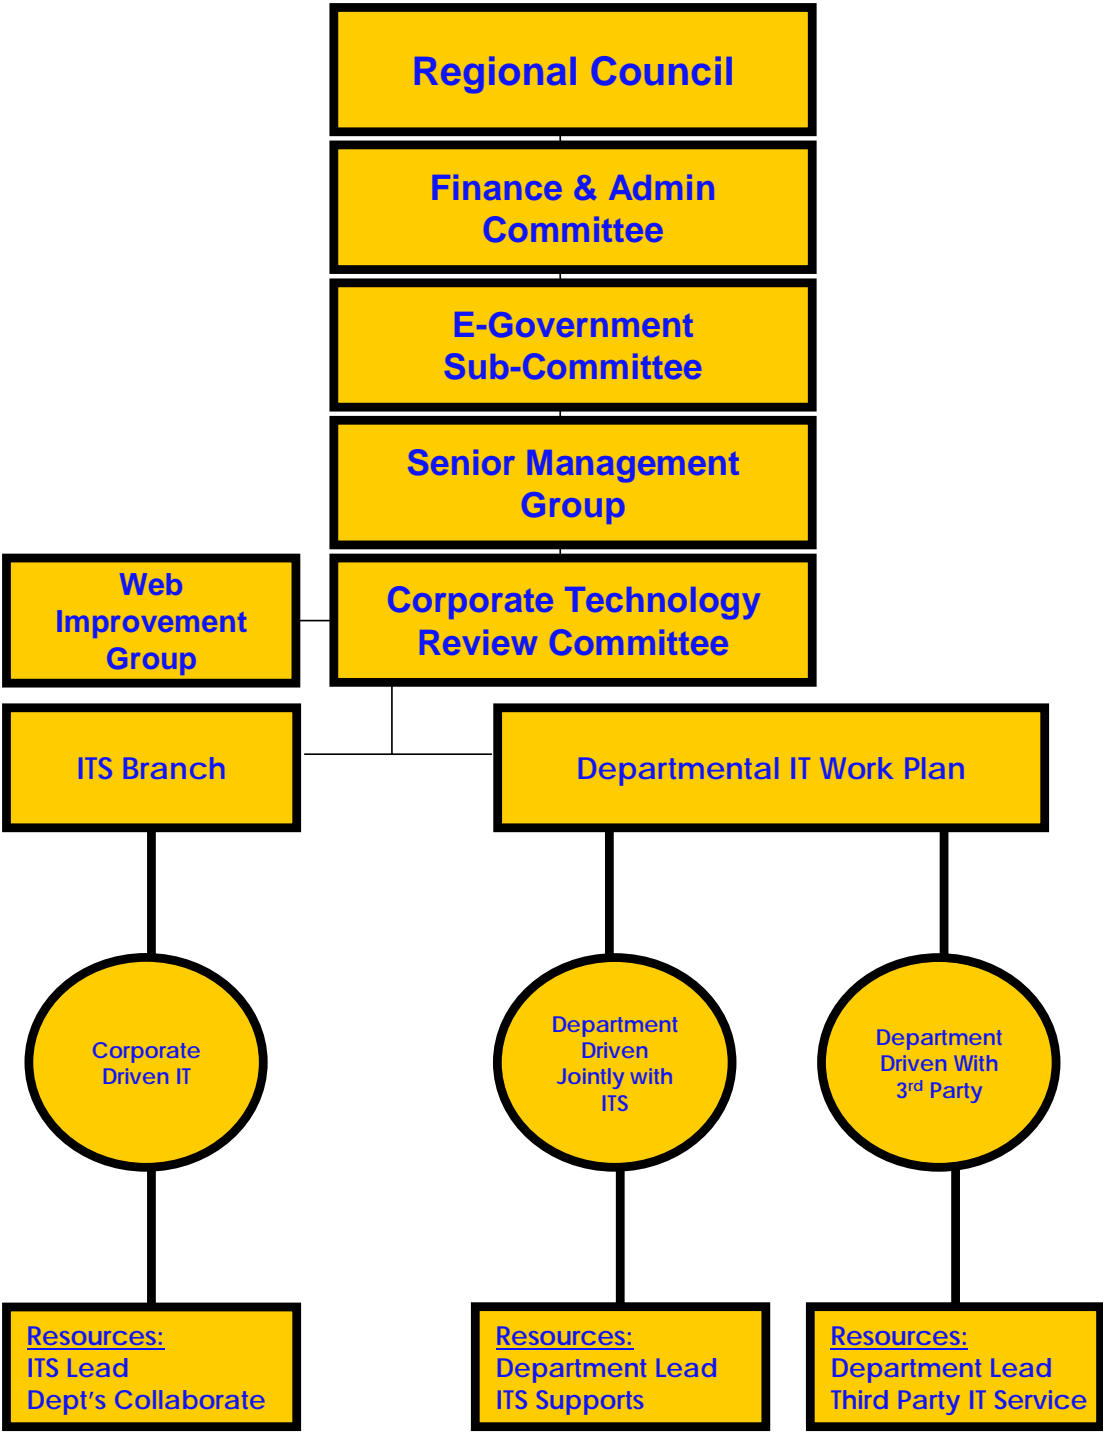 Regional Council
Finance & Admin
Committee
E-Government
Sub-Committee
Senior Management
Group
Web
Improvement
Group
Corporate Technology
Review Committee
ITS Branch
Departmental IT Work Plan
Corporate
Driven IT
Department
Driven
Jointly with
ITS
Department
Driven With
3rd Party
Resources:
ITS Lead
Dept’s Collaborate
Resources:
Department Lead
ITS Supports
Resources:
Department Lead
Third Party IT Service